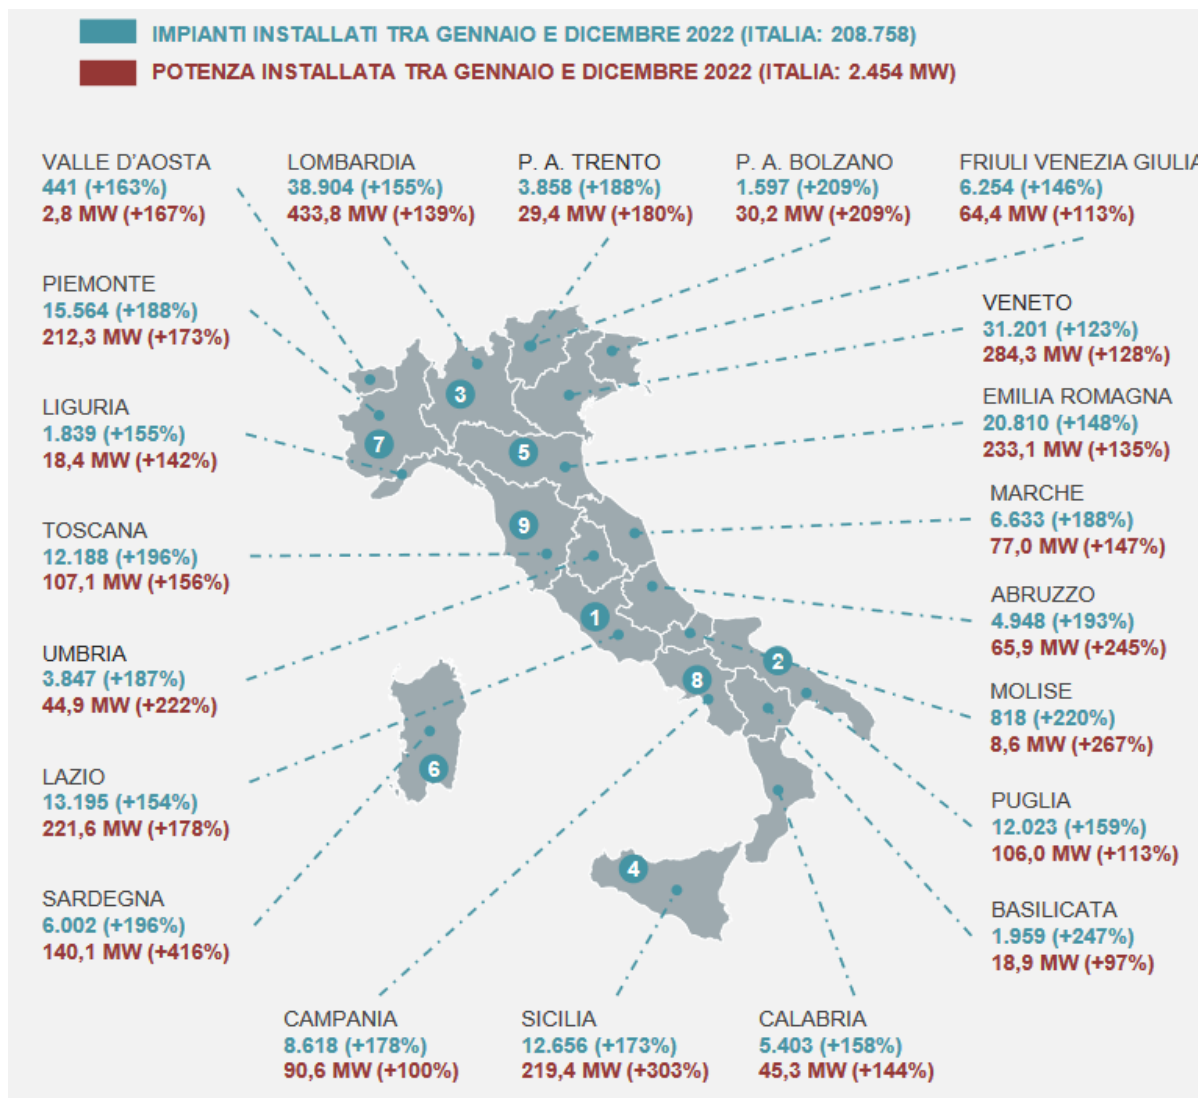 IMPIANTI INSTALLATI TRA GENNAIO E DICEMBRE 2022 (ITALIA: 208.758)
POTENZA INSTALLATA TRA GENNAIO E DICEMBRE 2022 (ITALIA: 2.454 MW)
VALLE D'AOSTA
441 (+163%)
2,8 MW (+167%)
LOMBARDIA
38.904 (+155%)
433,8 MW (+139%)
P. A. TRENTO
3.858 (+188%)
29,4 MW (+180%)
P. A. BOLZANO
1.597 (+209%)
30,2 MW (+209%)
FRIULI VENEZIA GIULIA
6.254 (+146%)
64,4 MW (+113%)
PIEMONTE
15.564 (+188%)
212,3 MW (+173%)
VENETO
31.201 (+123%)
284,3 MW (+128%)
LIGURIA
1.839 (+155%)
18,4 MW (+142%)
EMILIA ROMAGNA
20.810 (+148%)
233,1 MW (+135%)
TOSCANA
12.188 (+196%)
107,1 MW (+156%)
MARCHE
6.633 (+188%)
77,0 MW (+147%)
ABRUZZO
4.948 (+193%)
65,9 MW (+245%)
UMBRIA
3.847 (+187%)
44,9 MW (+222%)
MOLISE
818 (+220%)
8,6 MW (+267%)
LAZIO
13.195 (+154%)
221,6 MW (+178%)
PUGLIA
12.023 (+159%)
106,0 MW (+113%)
SARDEGNA
6.002 (+196%)
140,1 MW (+416%)
BASILICATA
1.959 (+247%)
18,9 MW (+97%)
CAMPANIA
8.618 (+178%)
90,6 MW (+100%)
SICILIA
12.656 (+173%)
219,4 MW (+303%)
CALABRIA
5.403 (+158%)
45,3 MW (+144%)
3
7
5
9
1
2
8
6
4